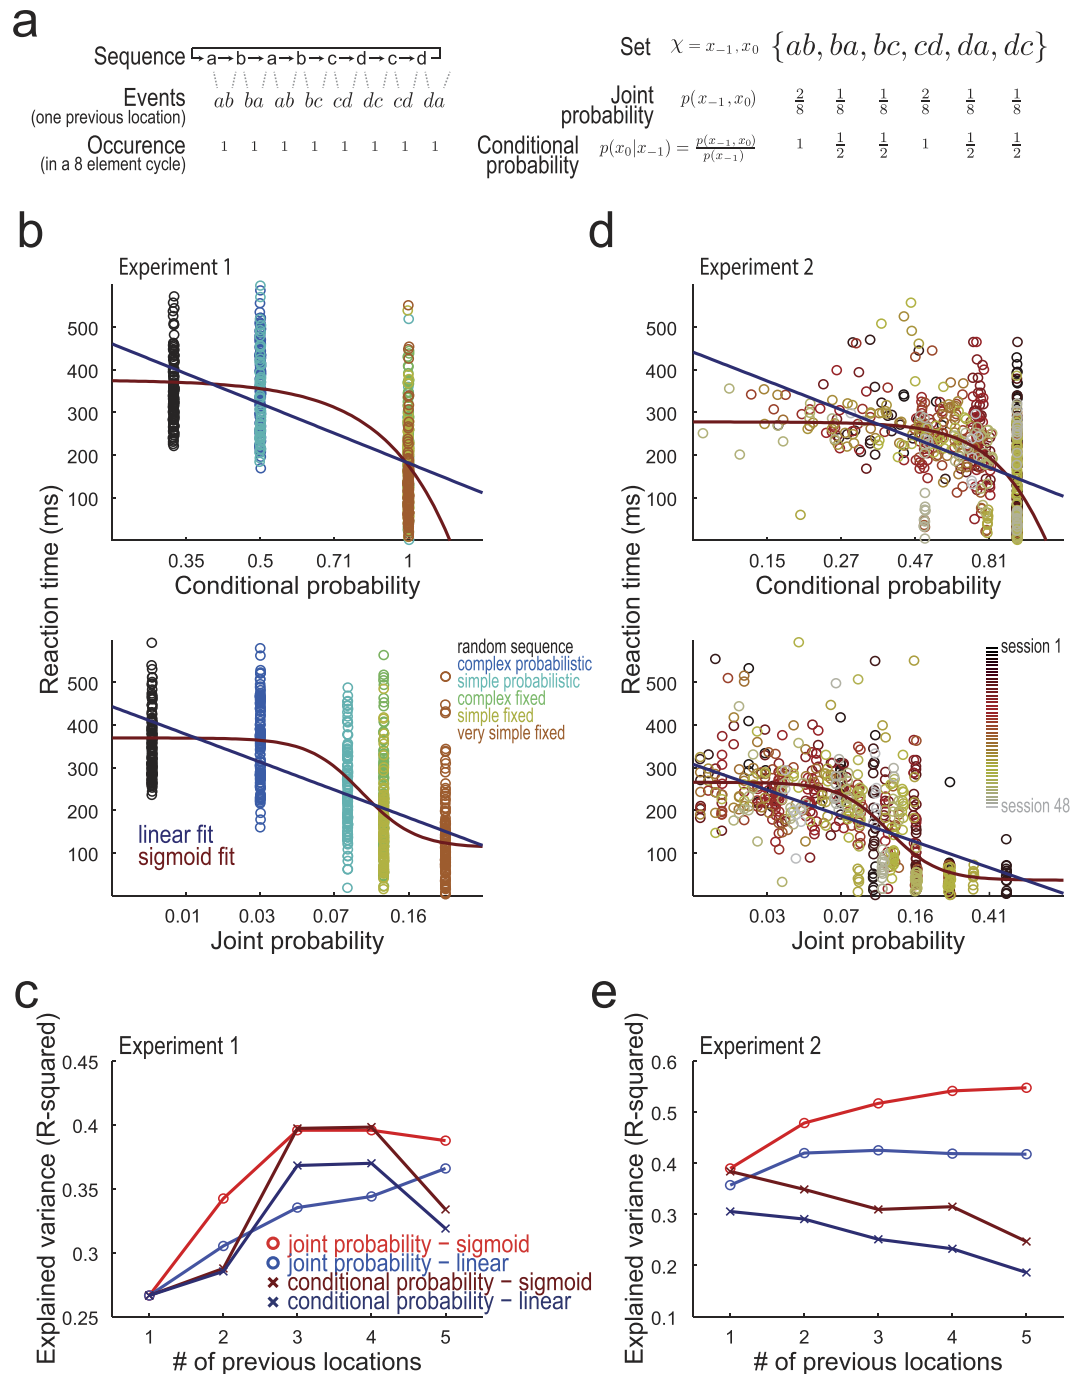 a
Sequence a b a b c d c d
Events ab ba ab bc cd dc cd da
(one previous location)
Occurence 1 1 1 1 1 1 1 1
(in a 8 element cycle)
Set χ = x₋₁, x₀ {ab, ba, bc, cd, da, dc}
Joint probability p(x₋₁, x₀) 2/8 1/8 1/8 2/8 1/8 1/8
Conditional probability p(x₀|x₋₁) = p(x₋₁, x₀)/p(x₋₁) 1 1/2 1/2 1 1/2 1/2
b
Experiment 1
Reaction time (ms)
500
400
300
200
100
0.35 0.5 0.71 1
Conditional probability
500
400
300
200
100
random sequence
complex probabilistic
simple probabilistic
complex fixed
simple fixed
very simple fixed
linear fit
sigmoid fit
0.01 0.03 0.07 0.16
Joint probability
d
Experiment 2
Reaction time (ms)
500
400
300
200
100
0.15 0.27 0.47 0.81
Conditional probability
500
400
300
200
100
session 1
session 48
0.03 0.07 0.16 0.41
Joint probability
c
Experiment 1
Explained variance (R-squared)
0.45
0.4
0.35
0.3
0.25
joint probability – sigmoid
joint probability – linear
conditional probability – sigmoid
conditional probability – linear
1 2 3 4 5
# of previous locations
e
Experiment 2
Explained variance (R-squared)
0.6
0.5
0.4
0.3
0.2
0.1
1 2 3 4 5
# of previous locations